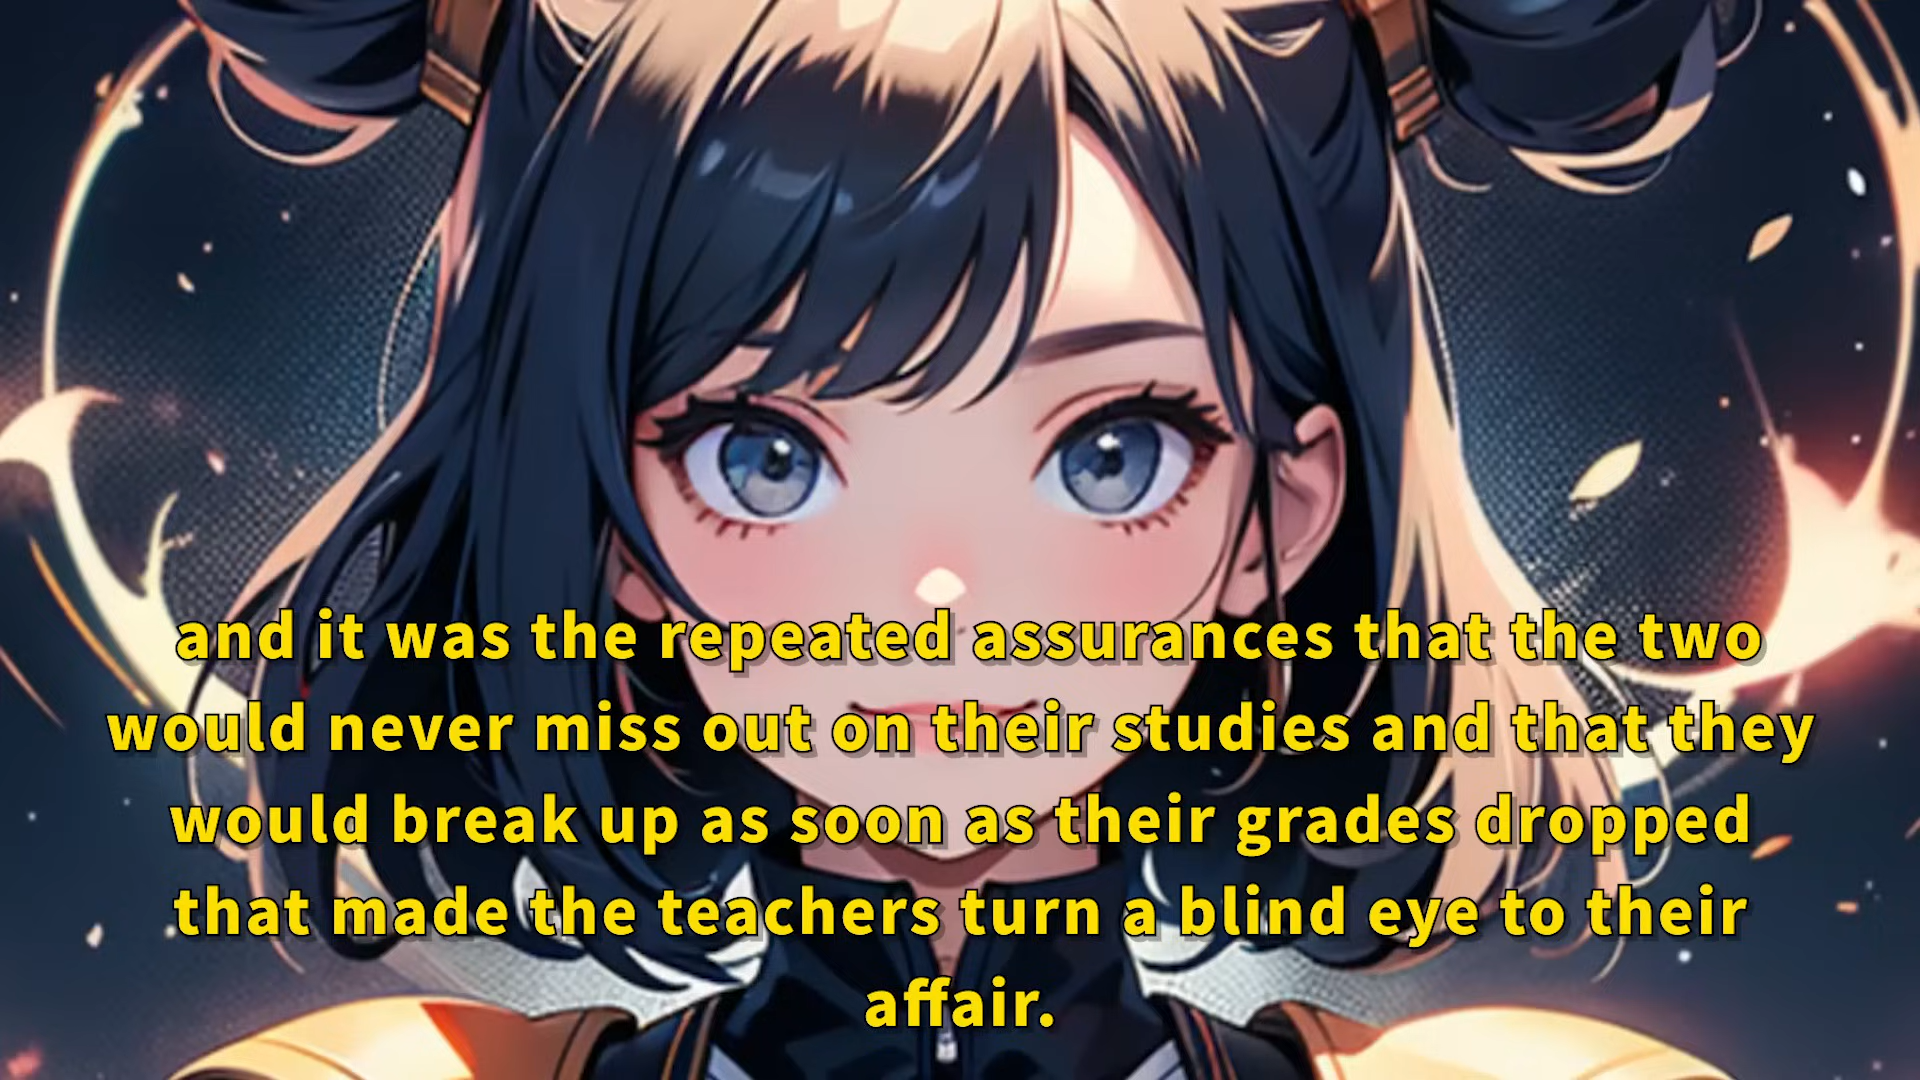 and it was the repeated assurances that the two
would never miss out on their studies and that they
would break up as soon as their grades dropped
that made the teachers turn a blind eye to their
affair.